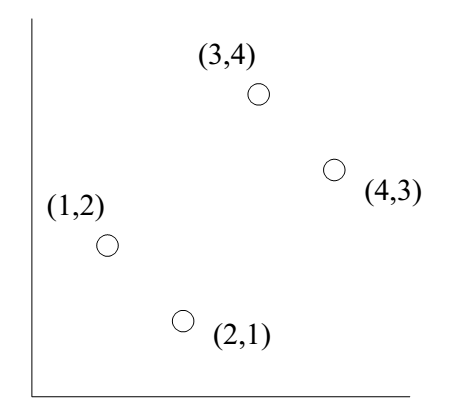 (3,4)
(4,3)
(1,2)
(2,1)